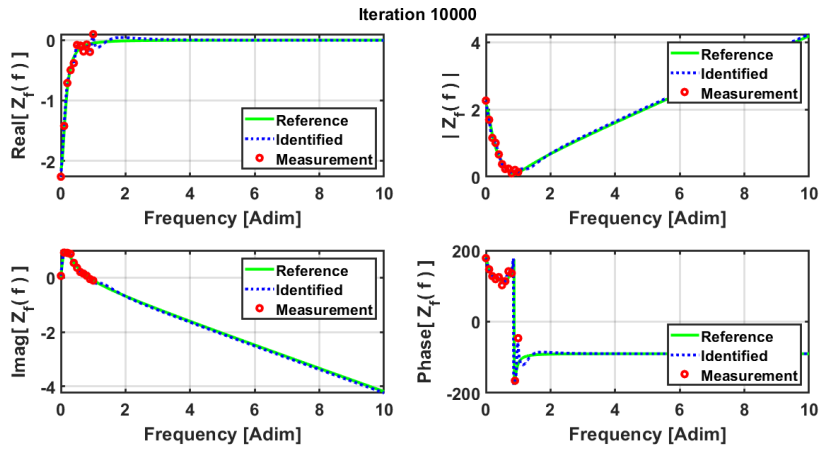 Iteration 10000
Real[ Z_f( f ) ]
0
-1
-2
Reference
Identified
Measurement
0 2 4 6 8 10
Frequency [Adim]
| Z_f( f ) |
4
2
0
Reference
Identified
Measurement
0 2 4 6 8 10
Frequency [Adim]
Imag[ Z_f( f ) ]
0
-2
-4
Reference
Identified
Measurement
0 2 4 6 8 10
Frequency [Adim]
Phase[ Z_f( f ) ]
200
0
-200
Reference
Identified
Measurement
0 2 4 6 8 10
Frequency [Adim]